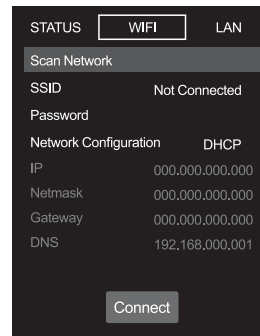 STATUS WIFI LAN
Scan Network
SSID Not Connected
Password
Network Configuration DHCP
IP 000.000.000.000
Netmask 000.000.000.000
Gateway 000.000.000.000
DNS 192.168.000.001
Connect